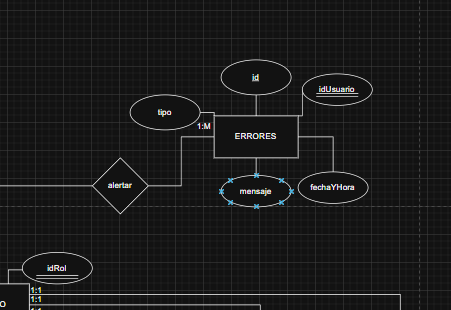 id
idUsuario
tipo
1:M
ERRORES
alertar
mensaje
fechaYHora
idRol
1:1
O
1:1